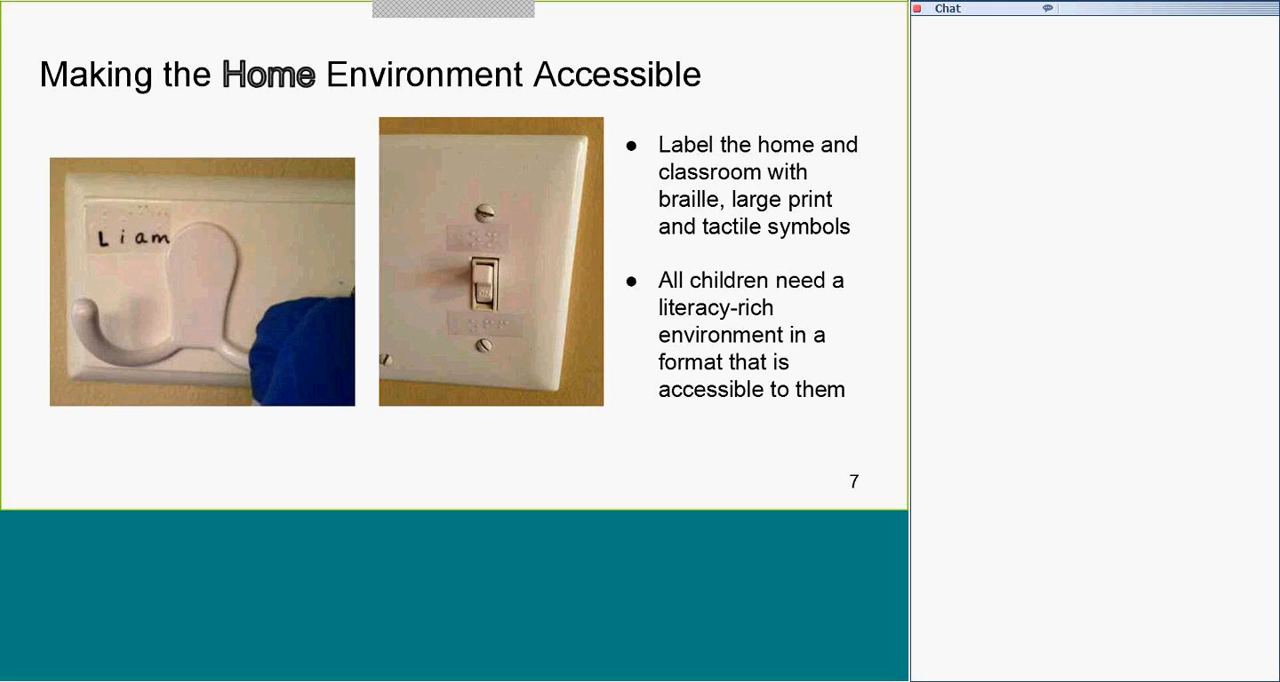 Chat
Making the Home Environment Accessible
Liam
ON
● Label the home and
classroom with
braille, large print
and tactile symbols
● All children need a
literacy-rich
environment in a
format that is
accessible to them
7